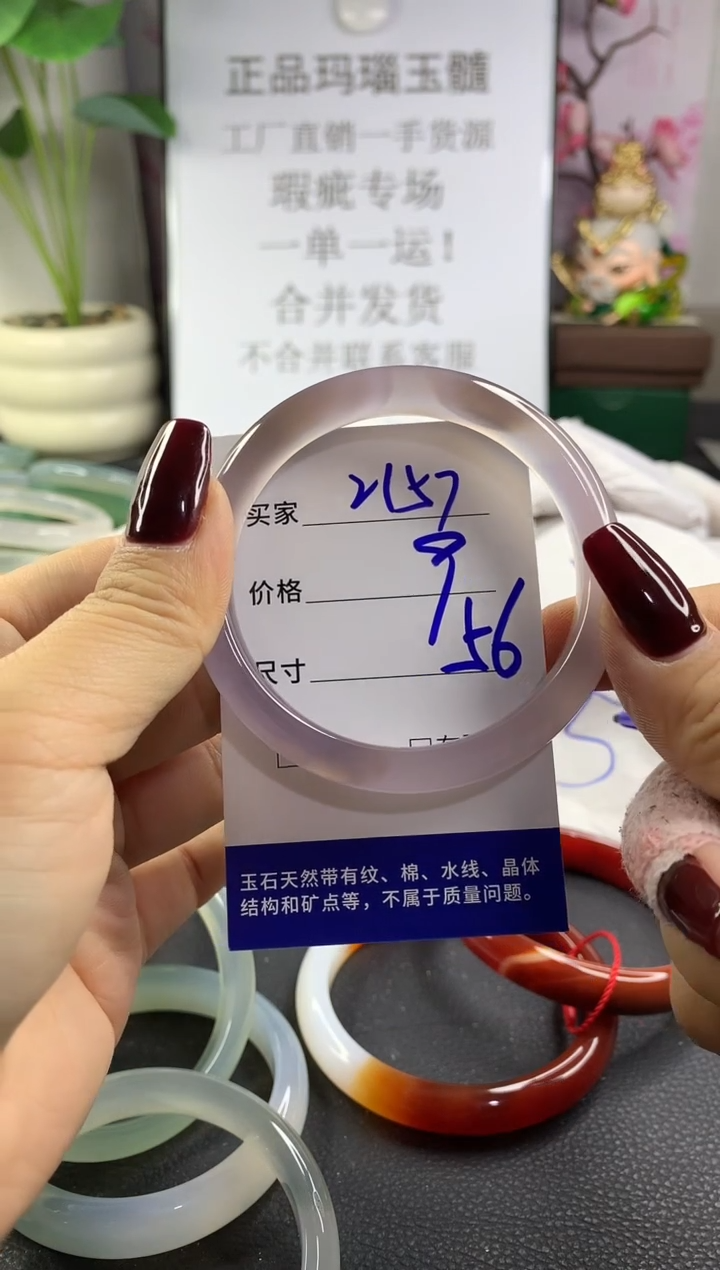 正品玛瑙玉髓
工厂直销一手货源
瑕疵专场
一单一运！
合并发货
不合并联系客服
买家 2157
价格 9
尺寸 56
玉石天然带有纹、棉、水线、晶体
结构和矿点等，不属于质量问题。